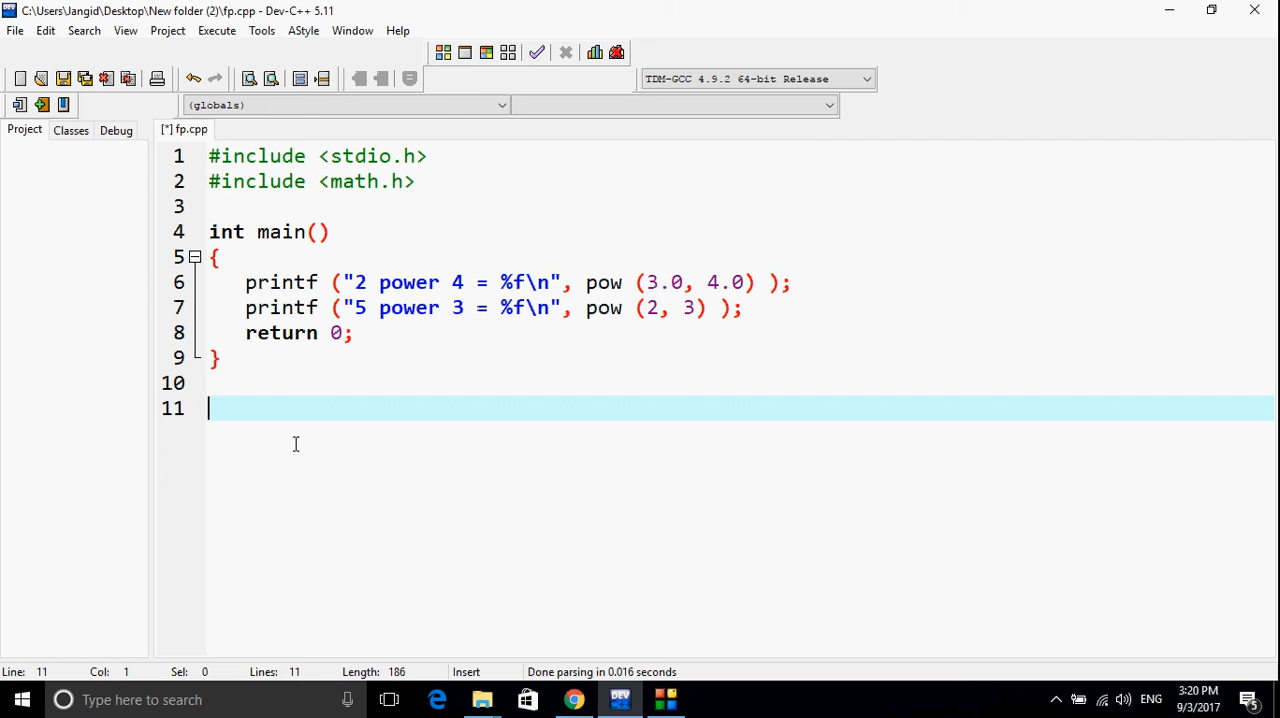 C:\Users\Jangid\Desktop\New folder (2)\fp.cpp - Dev-C++ 5.11
File Edit Search View Project Execute Tools AStyle Window Help
TDM-GCC 4.9.2 64-bit Release
(globals)
Project Classes Debug [*] fp.cpp
1 #include <stdio.h>
2 #include <math.h>
3
4 int main()
5 {
6 printf ("2 power 4 = %f\n", pow (3.0, 4.0) );
7 printf ("5 power 3 = %f\n", pow (2, 3) );
8 return 0;
9 }
10
11
Line: 11 Col: 1 Sel: 0 Lines: 11 Length: 186 Insert Done parsing in 0.016 seconds
Type here to search DEV ENG 3:20 PM
9/3/2017 5